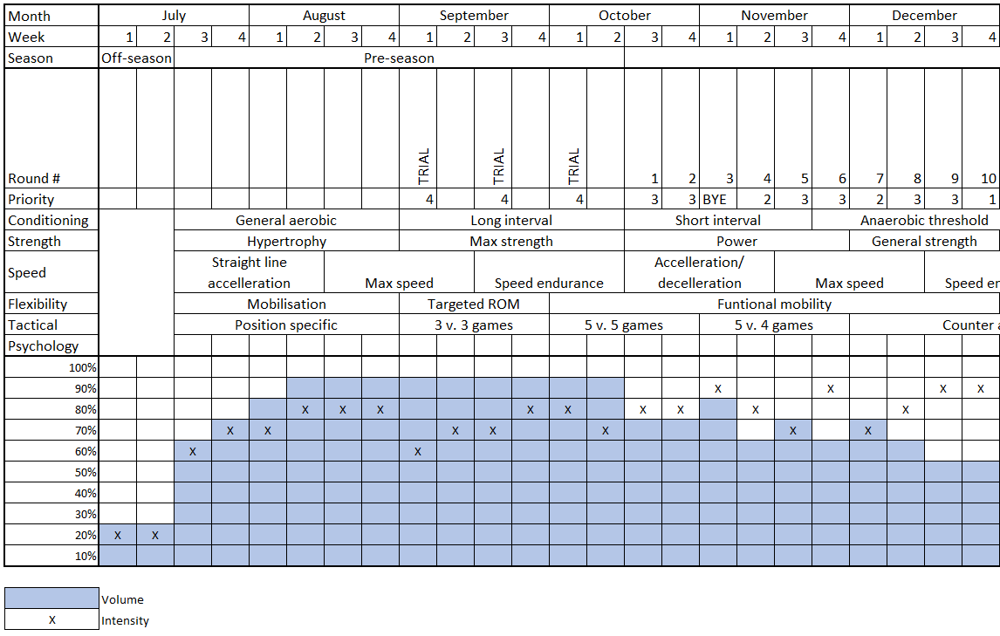 Month July August September October November December
Week 1 2 3 4 1 2 3 4 1 2 3 4 1 2 3 4 1 2 3 4 1 2 3 4
Season Off-season Pre-season
TRIAL TRIAL TRIAL
Round # 1 2 3 4 5 6 7 8 9 10
Priority 4 4 4 3 3 BYE 2 3 3 2 3 3 1
Conditioning General aerobic Long interval Short interval Anaerobic threshold
Strength Hypertrophy Max strength Power General strength
Speed
Straight line Accelleration/
accelleration Max speed Speed endurance decelleration Max speed Speed en
Flexibility Mobilisation Targeted ROM Funtional mobility
Tactical Position specific 3 v. 3 games 5 v. 5 games 5 v. 4 games Counter a
Psychology
100%
90% X X X X
80% X X X X X X X X X
70% X X X X X X X
60% X X
50%
40%
30%
20% X X
10%
Volume
X Intensity